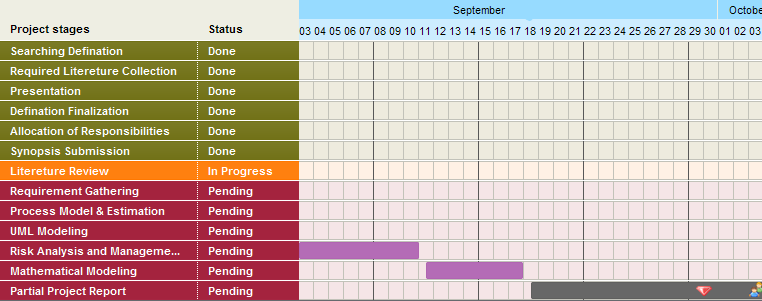 September
October
Project stages Status 03 04 05 06 07 08 09 10 11 12 13 14 15 16 17 18 19 20 21 22 23 24 25 26 27 28 29 30 01 02 03
Searching Defination Done
Required Litereture Collection Done
Presentation Done
Defination Finalization Done
Allocation of Responsibilities Done
Synopsis Submission Done
Litereture Review In Progress
Requirement Gathering Pending
Process Model & Estimation Pending
UML Modeling Pending
Risk Analysis and Manageme... Pending
Mathematical Modeling Pending
Partial Project Report Pending